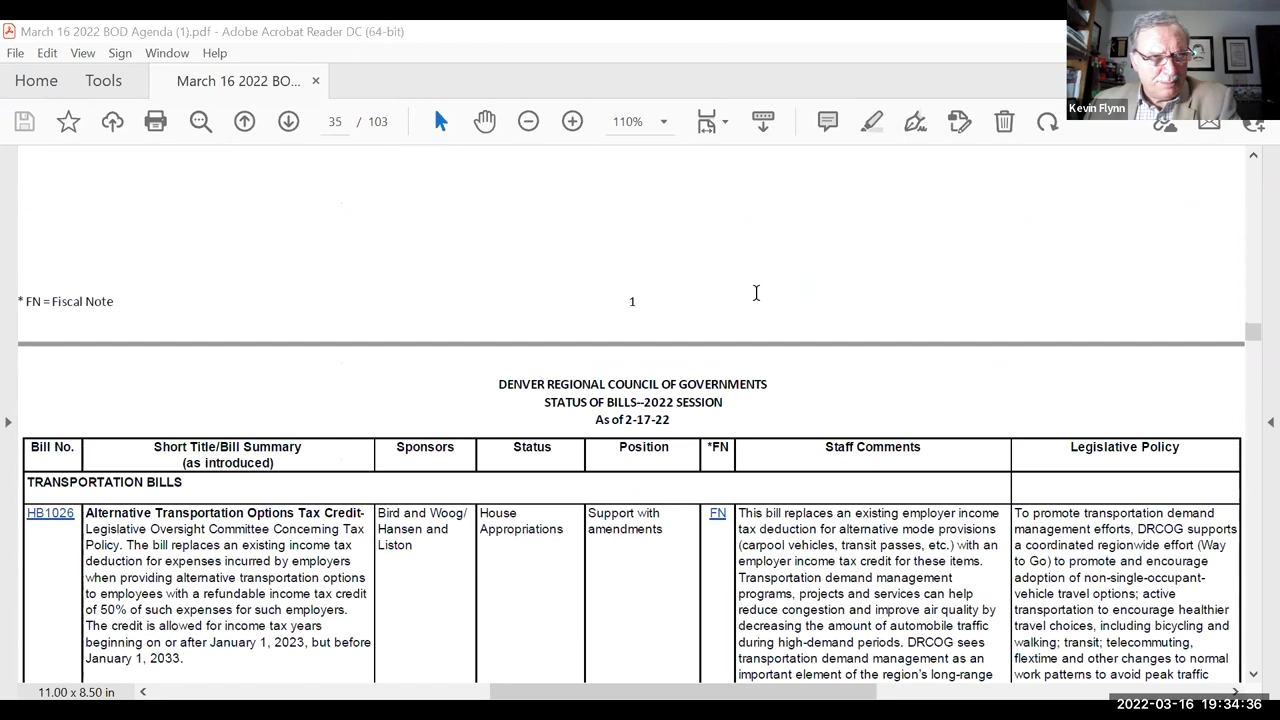 March 16 2022 BOD Agenda (1).pdf - Adobe Acrobat Reader DC (64-bit)
File Edit View Sign Window Help
Home Tools March 16 2022 BO... ×
35 / 103 110%
Kevin Flynn
* FN = Fiscal Note 1
DENVER REGIONAL COUNCIL OF GOVERNMENTS
STATUS OF BILLS--2022 SESSION
As of 2-17-22
Bill No. Short Title/Bill Summary (as introduced) Sponsors Status Position *FN Staff Comments Legislative Policy
TRANSPORTATION BILLS
HB1026
Alternative Transportation Options Tax Credit-
Legislative Oversight Committee Concerning Tax
Policy. The bill replaces an existing income tax
deduction for expenses incurred by employers
when providing alternative transportation options
to employees with a refundable income tax credit
of 50% of such expenses for such employers.
The credit is allowed for income tax years
beginning on or after January 1, 2023, but before
January 1, 2033.
Bird and Woog/
Hansen and
Liston
House
Appropriations
Support with
amendments
FN
This bill replaces an existing employer income
tax deduction for alternative mode provisions
(carpool vehicles, transit passes, etc.) with an
employer income tax credit for these items.
Transportation demand management
programs, projects and services can help
reduce congestion and improve air quality by
decreasing the amount of automobile traffic
during high-demand periods. DRCOG sees
transportation demand management as an
important element of the region's long-range
To promote transportation demand
management efforts, DRCOG supports
a coordinated regionwide effort (Way
to Go) to promote and encourage
adoption of non-single-occupant-
vehicle travel options; active
transportation to encourage healthier
travel choices, including bicycling and
walking; transit; telecommuting,
flextime and other changes to normal
work patterns to avoid peak traffic
11.00 x 8.50 in
2022-03-16 19:34:36